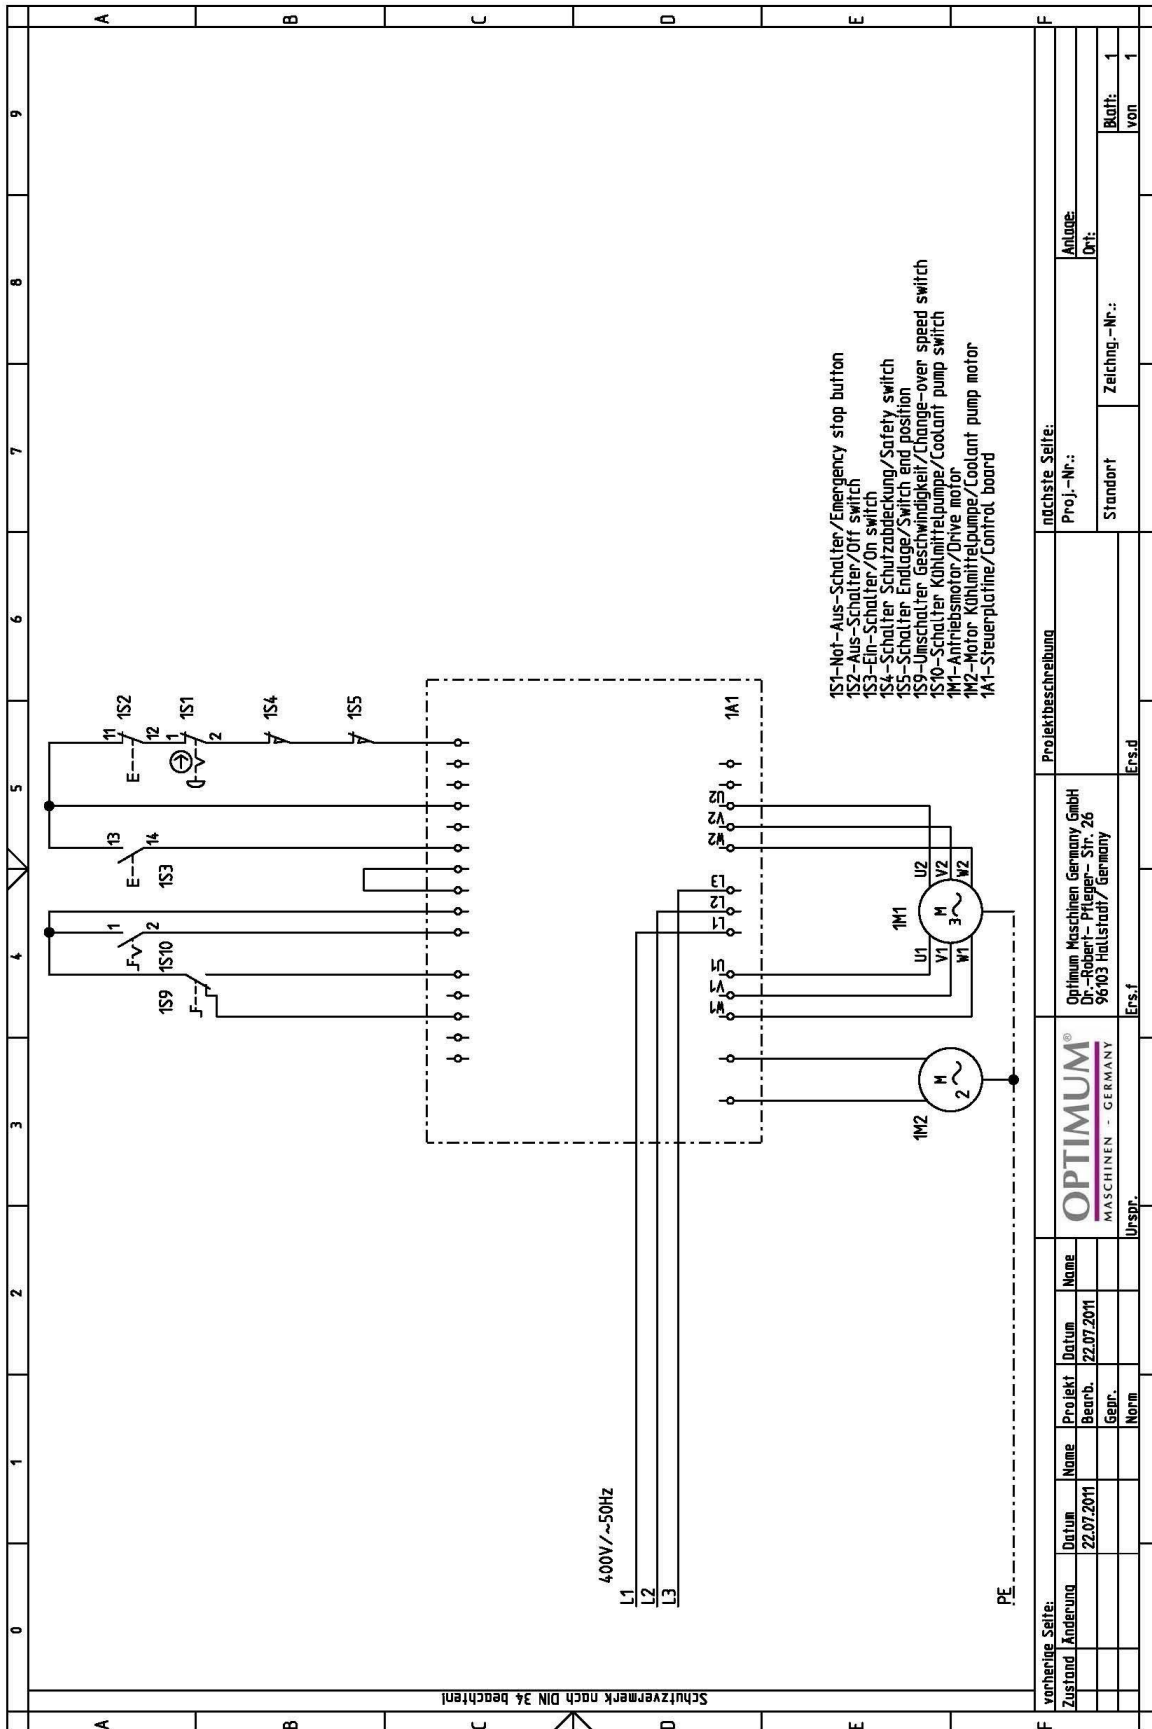 0 1 2 3 4 5 6 7 8 9
A A
B B
C C
D D
E E
F F
Schutzvermerk nach DIN 34 beachten!
1S2
11
12
1S1
1
2
1S4
1S5
13
14
1S3
1
2
1S10
1S9
1A1
U2
V2
W2
L3
L2
L1
U1
V1
W1
400V/~50Hz
L1
L2
L3
1M1
U2
V2
W2
M
3~
U1
V1
W1
1M2
M
2~
PE
1S1-Not-Aus-Schalter/Emergency stop button
1S2-Aus-Schalter/Off switch
1S3-Ein-Schalter/On switch
1S4-Schalter Schutzabdeckung/Safety switch
1S5-Schalter Endlage/Switch end position
1S9-Umschalter Geschwindigkeit/Change-over speed switch
1S10-Schalter Kühlmittelpumpe/Coolant pump switch
1M1-Antriebsmotor/Drive motor
1M2-Motor Kühlmittelpumpe/Coolant pump motor
1A1-Steuerplatine/Control board
vorherige Seite:
Zustand Änderung Datum Name Projekt Datum Name
22.07.2011 Bearb. 22.07.2011
Gepr.
Norm
Urspr.
OPTIMUM®
MASCHINEN - GERMANY
Optimum Maschinen Germany GmbH
Dr.-Robert- Pfleger- Str. 26
96103 Hallstadt/ Germany
Ers.f
Ers.d
Projektbeschreibung
nächste Seite:
Proj.-Nr.:
Anlage:
Ort:
Standort
Zeichng.-Nr.:
Blatt: 1
von 1